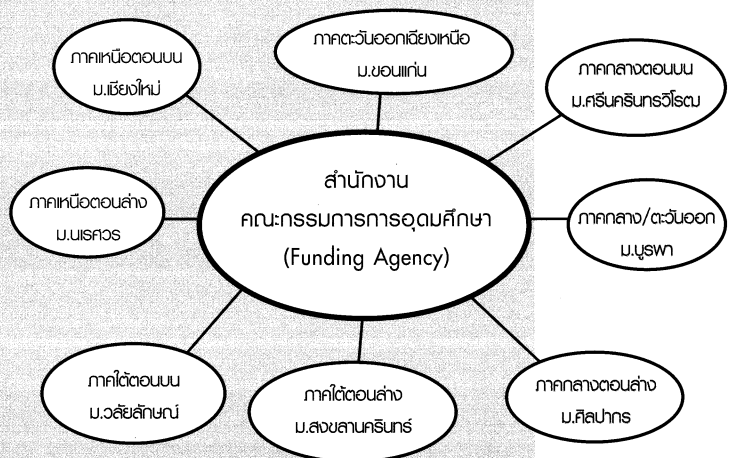 ภาคเหนือตอนบน
ม.เชียงใหม่
ภาคตะวันออกเฉียงเหนือ
ม.ขอนแก่น
ภาคกลางตอนบน
ม.ศรีนครินทรวิโรฒ
ภาคเหนือตอนล่าง
ม.นเรศวร
สำนักงาน
คณะกรรมการการอุดมศึกษา
(Funding Agency)
ภาคกลาง/ตะวันออก
ม.บูรพา
ภาคใต้ตอนบน
ม.วลัยลักษณ์
ภาคใต้ตอนล่าง
ม.สงขลานครินทร์
ภาคกลางตอนล่าง
ม.ศิลปากร